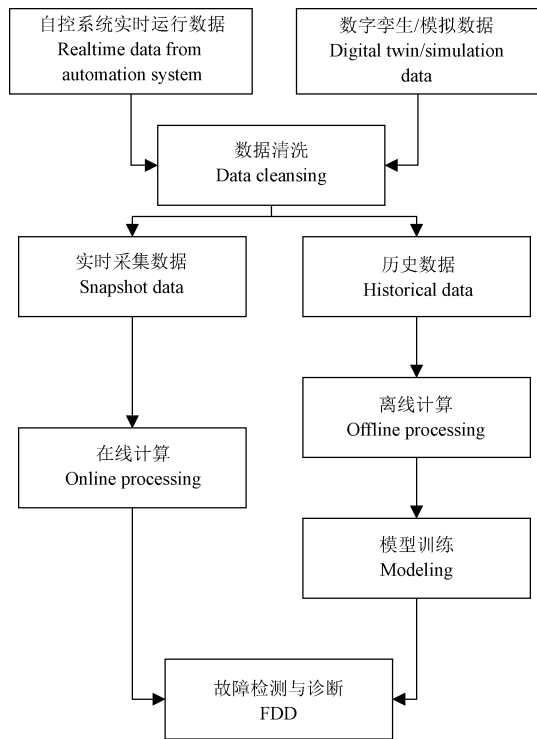 自控系统实时运行数据
Realtime data from
automation system
数字孪生/模拟数据
Digital twin/simulation
data
数据清洗
Data cleansing
实时采集数据
Snapshot data
历史数据
Historical data
离线计算
Offline processing
在线计算
Online processing
模型训练
Modeling
故障检测与诊断
FDD